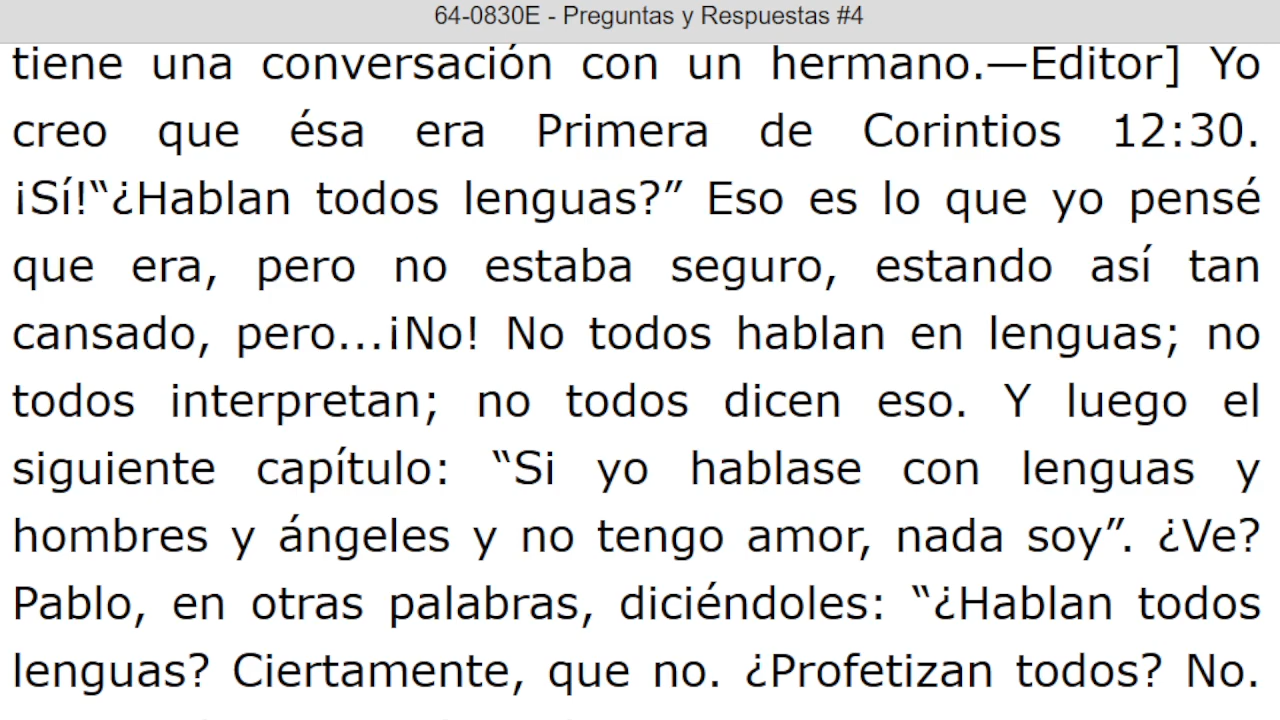 64-0830E - Preguntas y Respuestas #4
tiene una conversación con un hermano.—Editor] Yo
creo que ésa era Primera de Corintios 12:30.
¡Sí!“¿Hablan todos lenguas?” Eso es lo que yo pensé
que era, pero no estaba seguro, estando así tan
cansado, pero...¡No! No todos hablan en lenguas; no
todos interpretan; no todos dicen eso. Y luego el
siguiente capítulo: “Si yo hablase con lenguas y
hombres y ángeles y no tengo amor, nada soy”. ¿Ve?
Pablo, en otras palabras, diciéndoles: “¿Hablan todos
lenguas? Ciertamente, que no. ¿Profetizan todos? No.